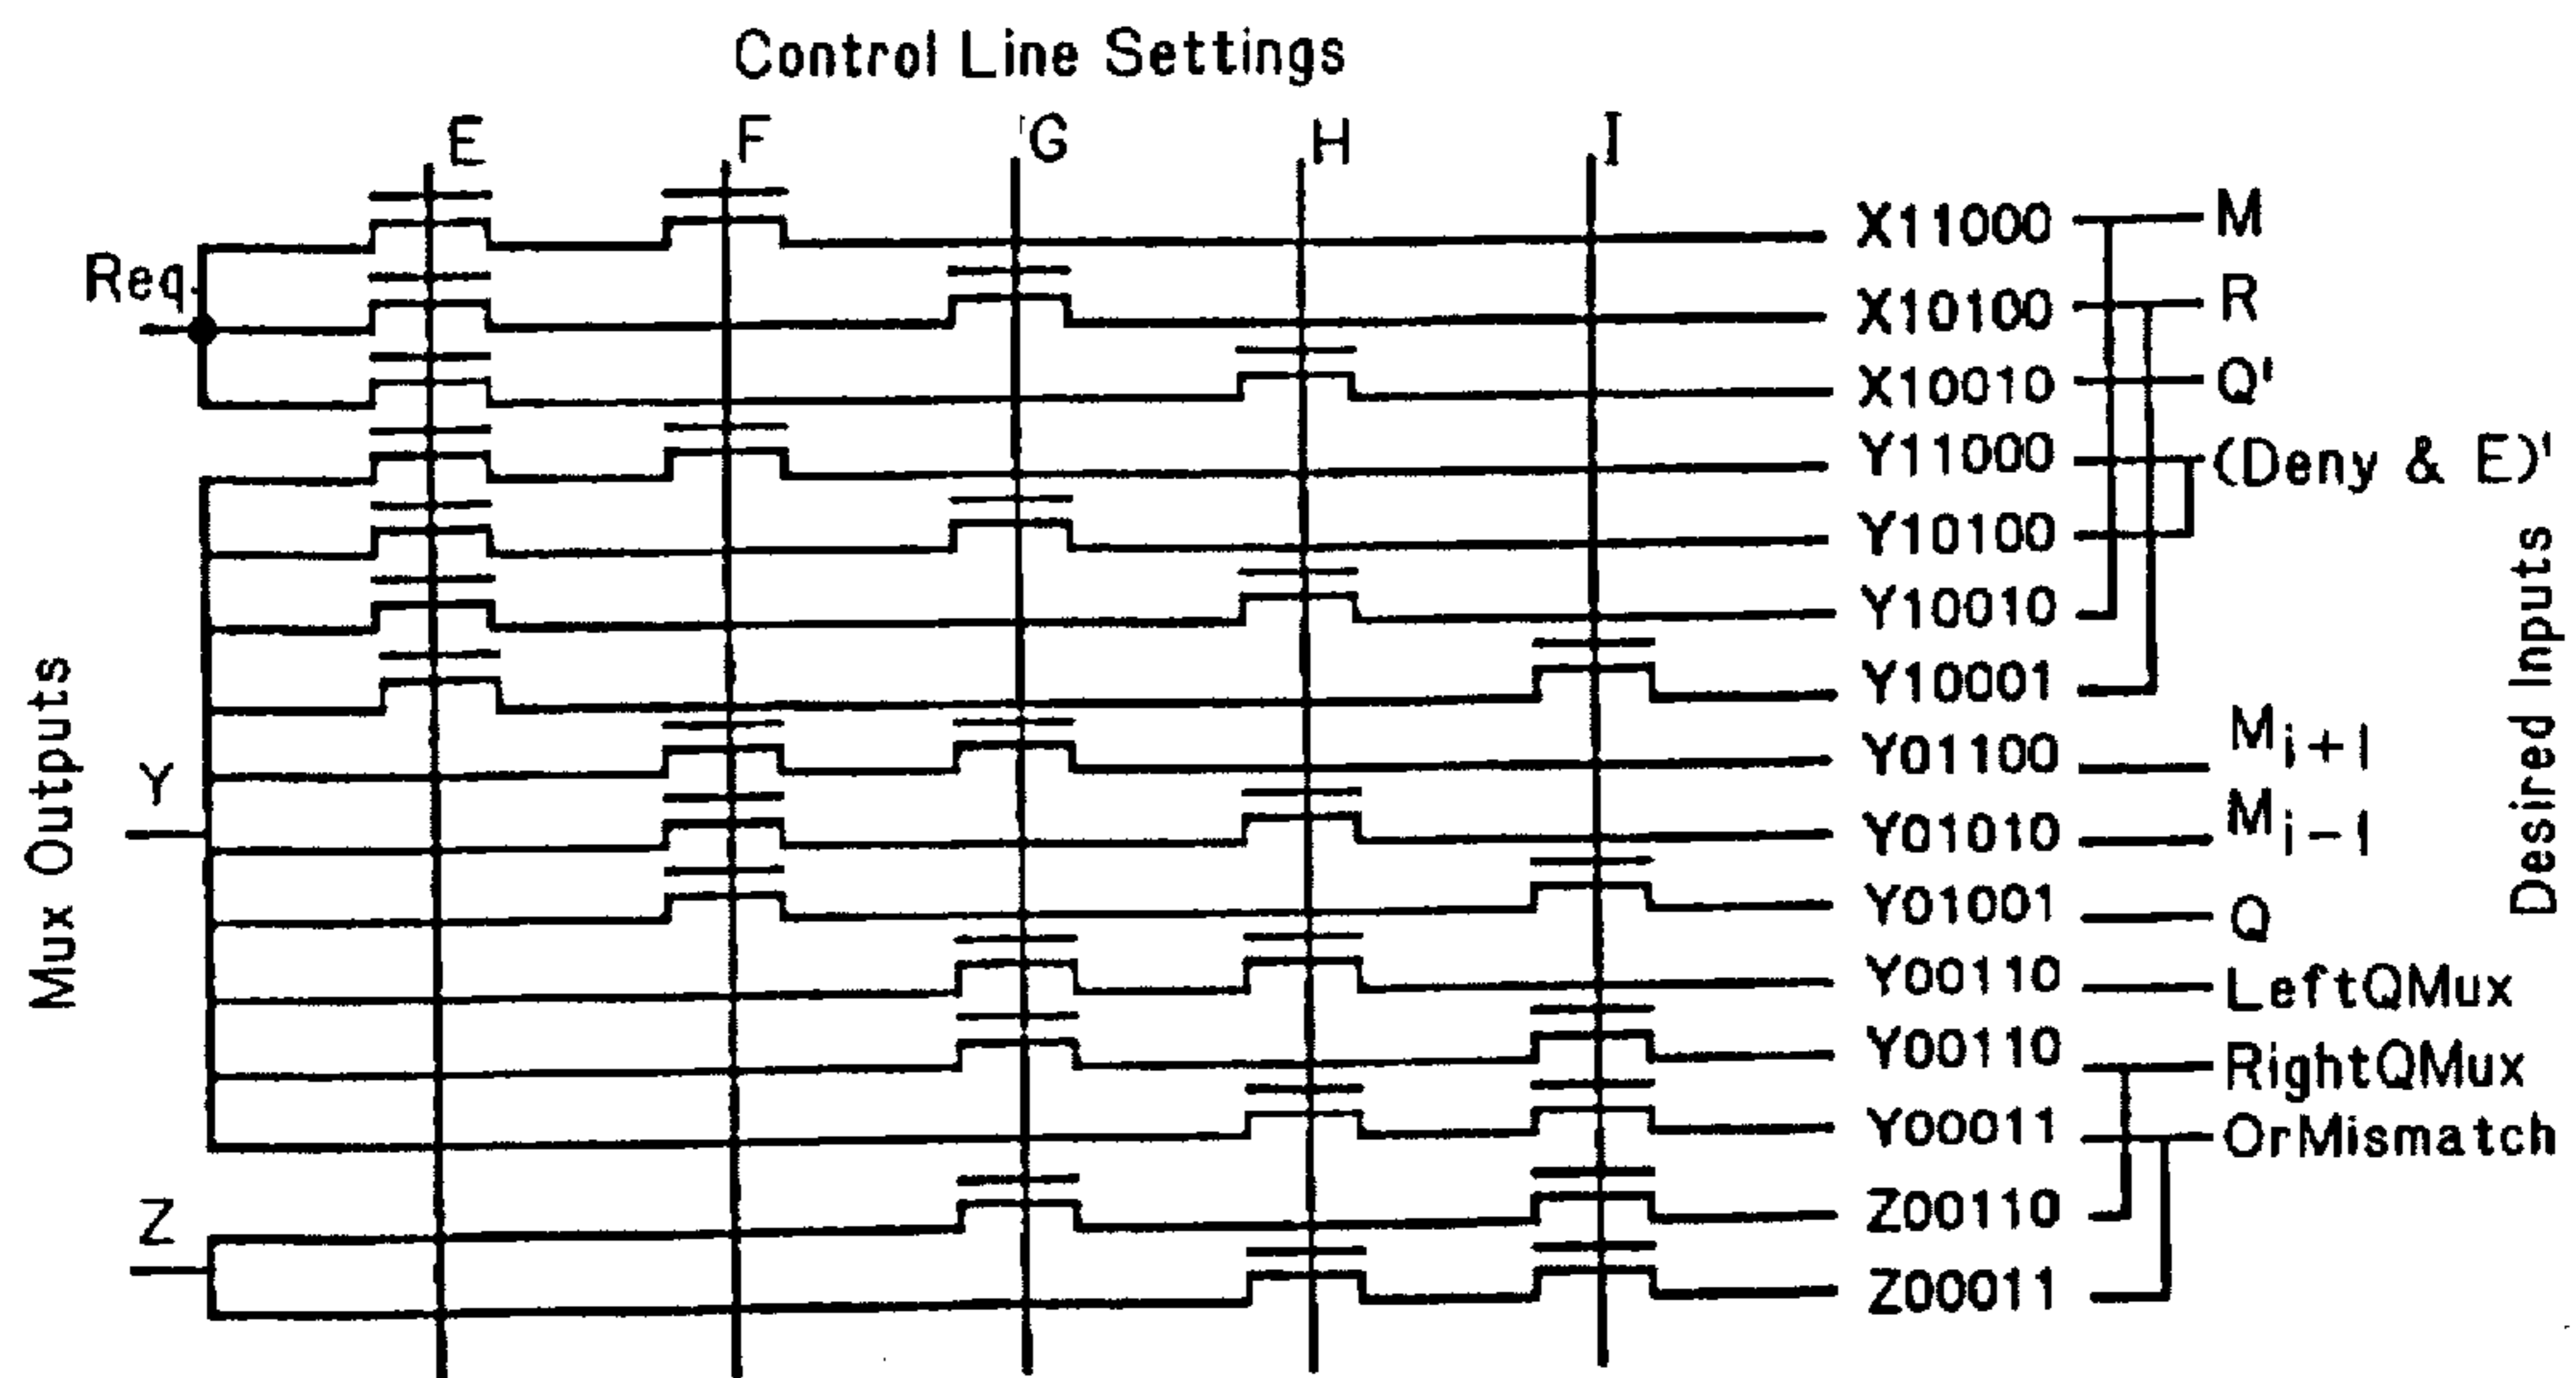 Control Line Settings
E F G H I
Req.
Y
Z
Mux Outputs
X11000 M
X10100 R
X10010 Q'
Y11000 (Deny & E)'
Y10100
Y10010
Y10001
Y01100 Mi+1
Y01010 Mi-1
Y01001 Q
Y00110 LeftQMux
Y00110 RightQMux
Y00011 OrMismatch
Z00110
Z00011
Desired Inputs